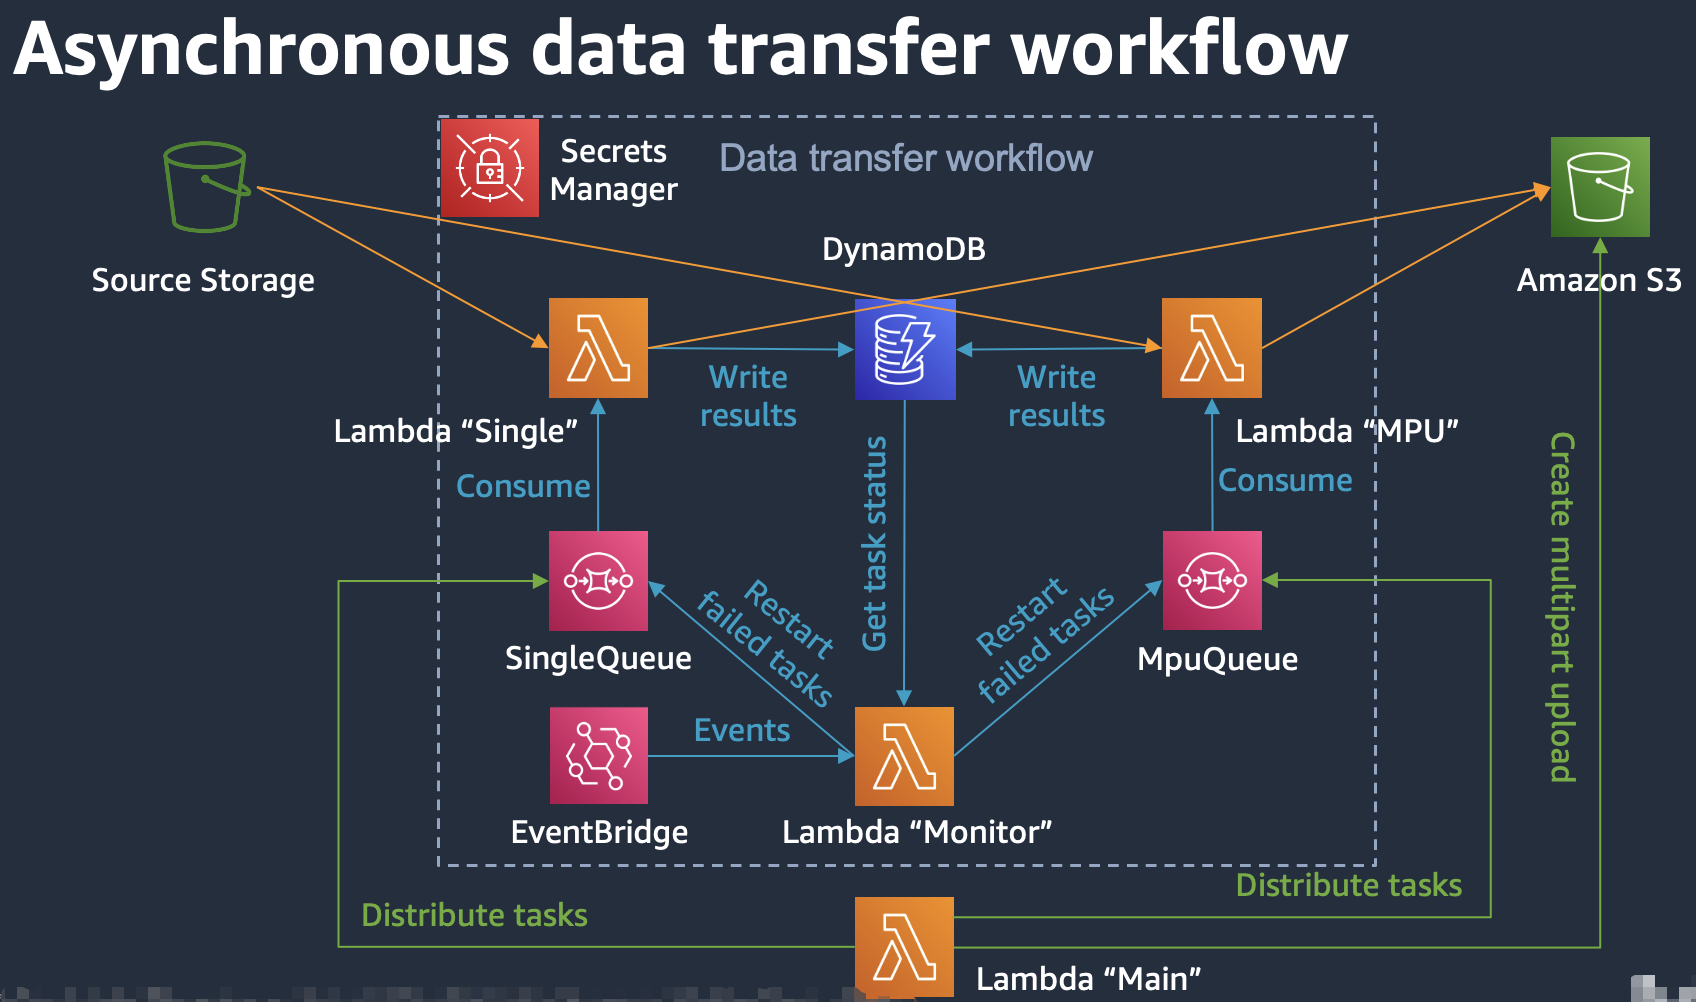 Asynchronous data transfer workflow
Secrets
Manager
Data transfer workflow
DynamoDB
Source Storage
Amazon S3
Write
results
Write
results
Lambda “Single”
Lambda “MPU”
Consume
Consume
Get task status
Create multipart upload
Restart
failed tasks
Restart
failed tasks
SingleQueue
MpuQueue
Events
EventBridge
Lambda “Monitor”
Distribute tasks
Distribute tasks
Lambda “Main”